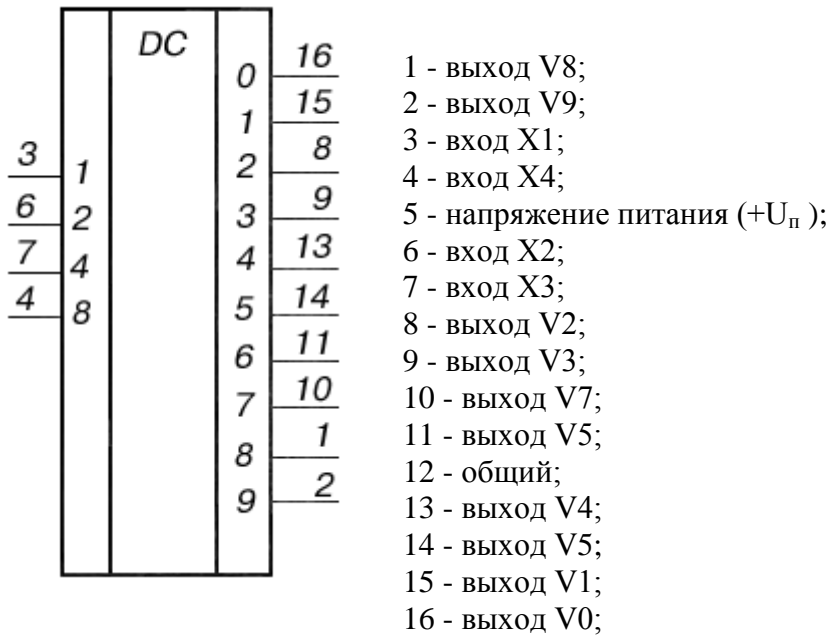 DC
0 16
1 15
2 8
3 9
4 13
5 14
6 11
7 10
8 1
9 2
3 1
6 2
7 4
4 8
1 - выход V8;
2 - выход V9;
3 - вход X1;
4 - вход X4;
5 - напряжение питания (+Uп );
6 - вход X2;
7 - вход X3;
8 - выход V2;
9 - выход V3;
10 - выход V7;
11 - выход V5;
12 - общий;
13 - выход V4;
14 - выход V5;
15 - выход V1;
16 - выход V0;